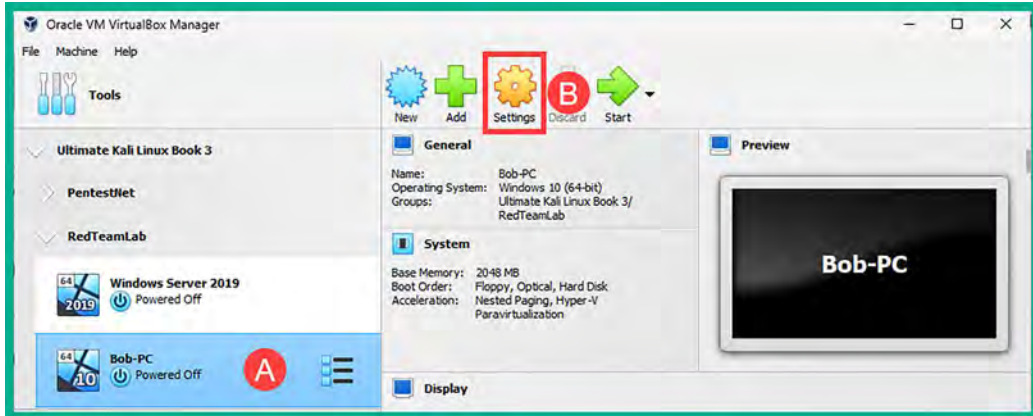 Oracle VM VirtualBox Manager
File Machine Help
Tools
New Add Settings Discard Start
B
Ultimate Kali Linux Book 3
PentestNet
RedTeamLab
64
2019
Windows Server 2019
Powered Off
64
10
Bob-PC
Powered Off
A
General
Name: Bob-PC
Operating System: Windows 10 (64-bit)
Groups: Ultimate Kali Linux Book 3/
RedTeamLab
System
Base Memory: 2048 MB
Boot Order: Floppy, Optical, Hard Disk
Acceleration: Nested Paging, Hyper-V
Paravirtualization
Display
Preview
Bob-PC